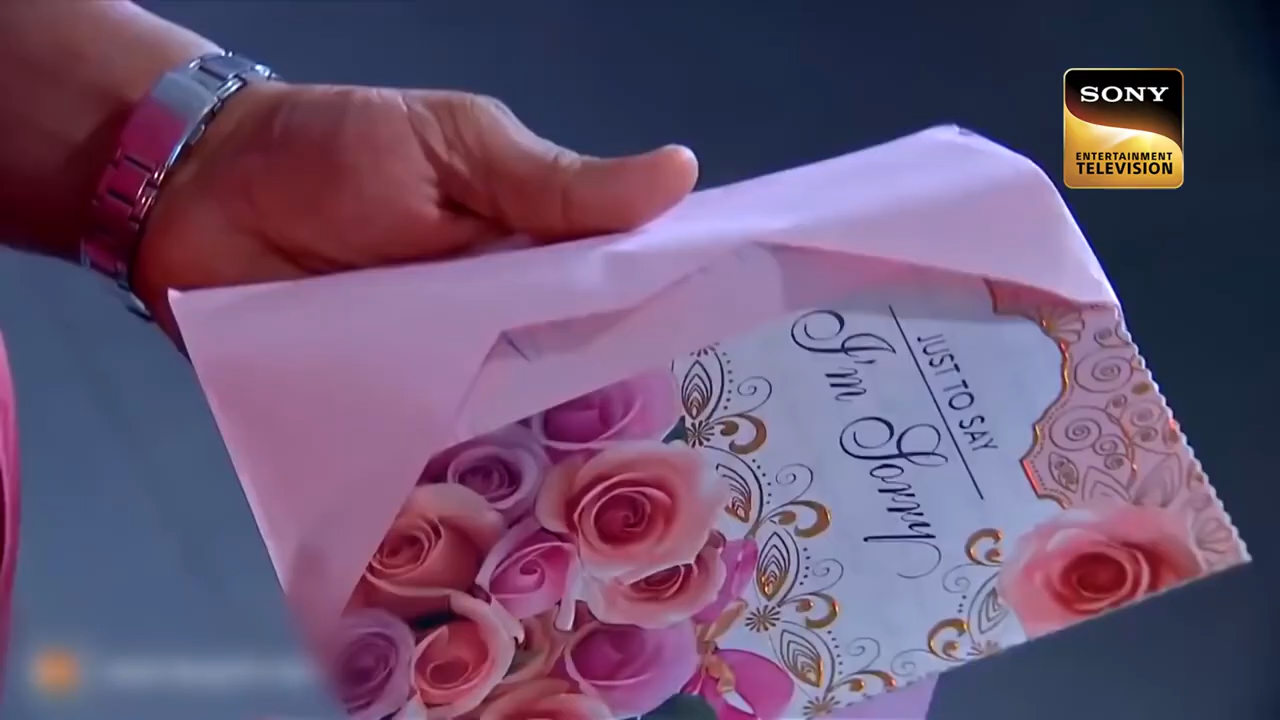 SONY
ENTERTAINMENT
TELEVISION
JUST TO SAY
I'm Sorry